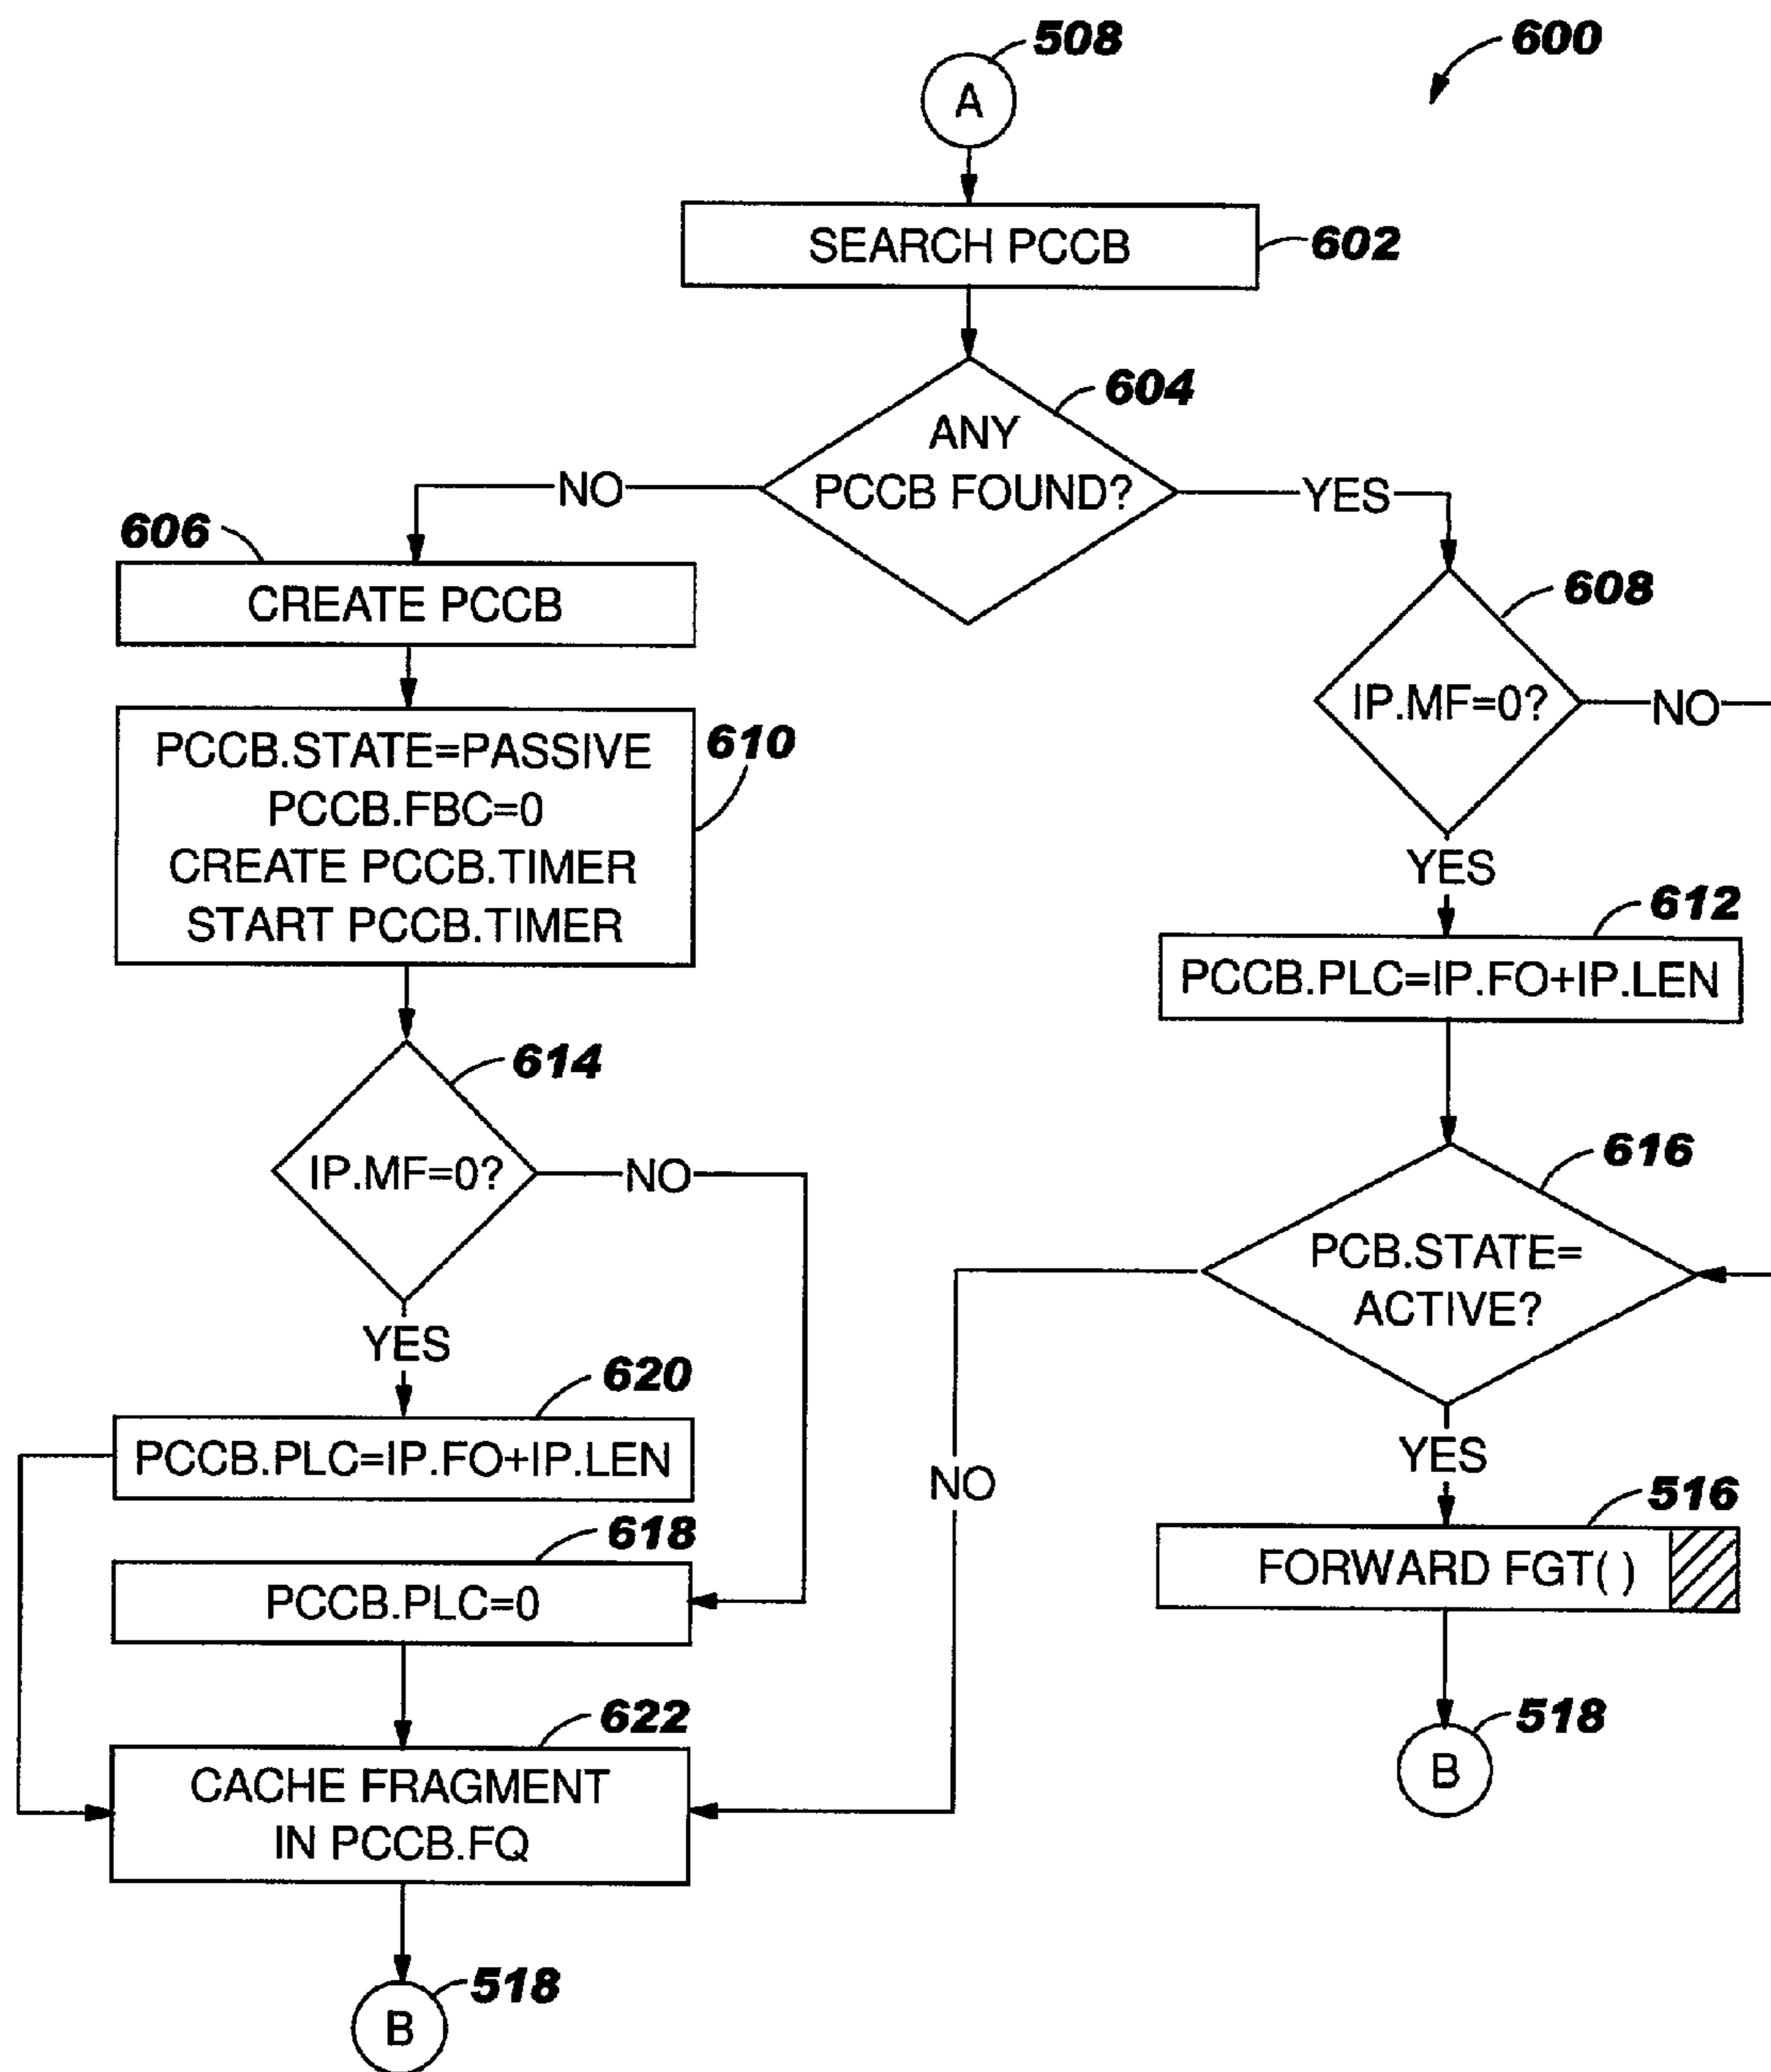 508
600
A
SEARCH PCCB
602
604
ANY
PCCB FOUND?
NO
YES
606
CREATE PCCB
608
IP.MF=0?
NO
PCCB.STATE=PASSIVE
PCCB.FBC=0
CREATE PCCB.TIMER
START PCCB.TIMER
610
YES
612
PCCB.PLC=IP.FO+IP.LEN
614
IP.MF=0?
NO
616
PCB.STATE=
ACTIVE?
YES
620
PCCB.PLC=IP.FO+IP.LEN
NO
YES
516
FORWARD FGT( )
618
PCCB.PLC=0
622
CACHE FRAGMENT
IN PCCB.FQ
518
B
518
B